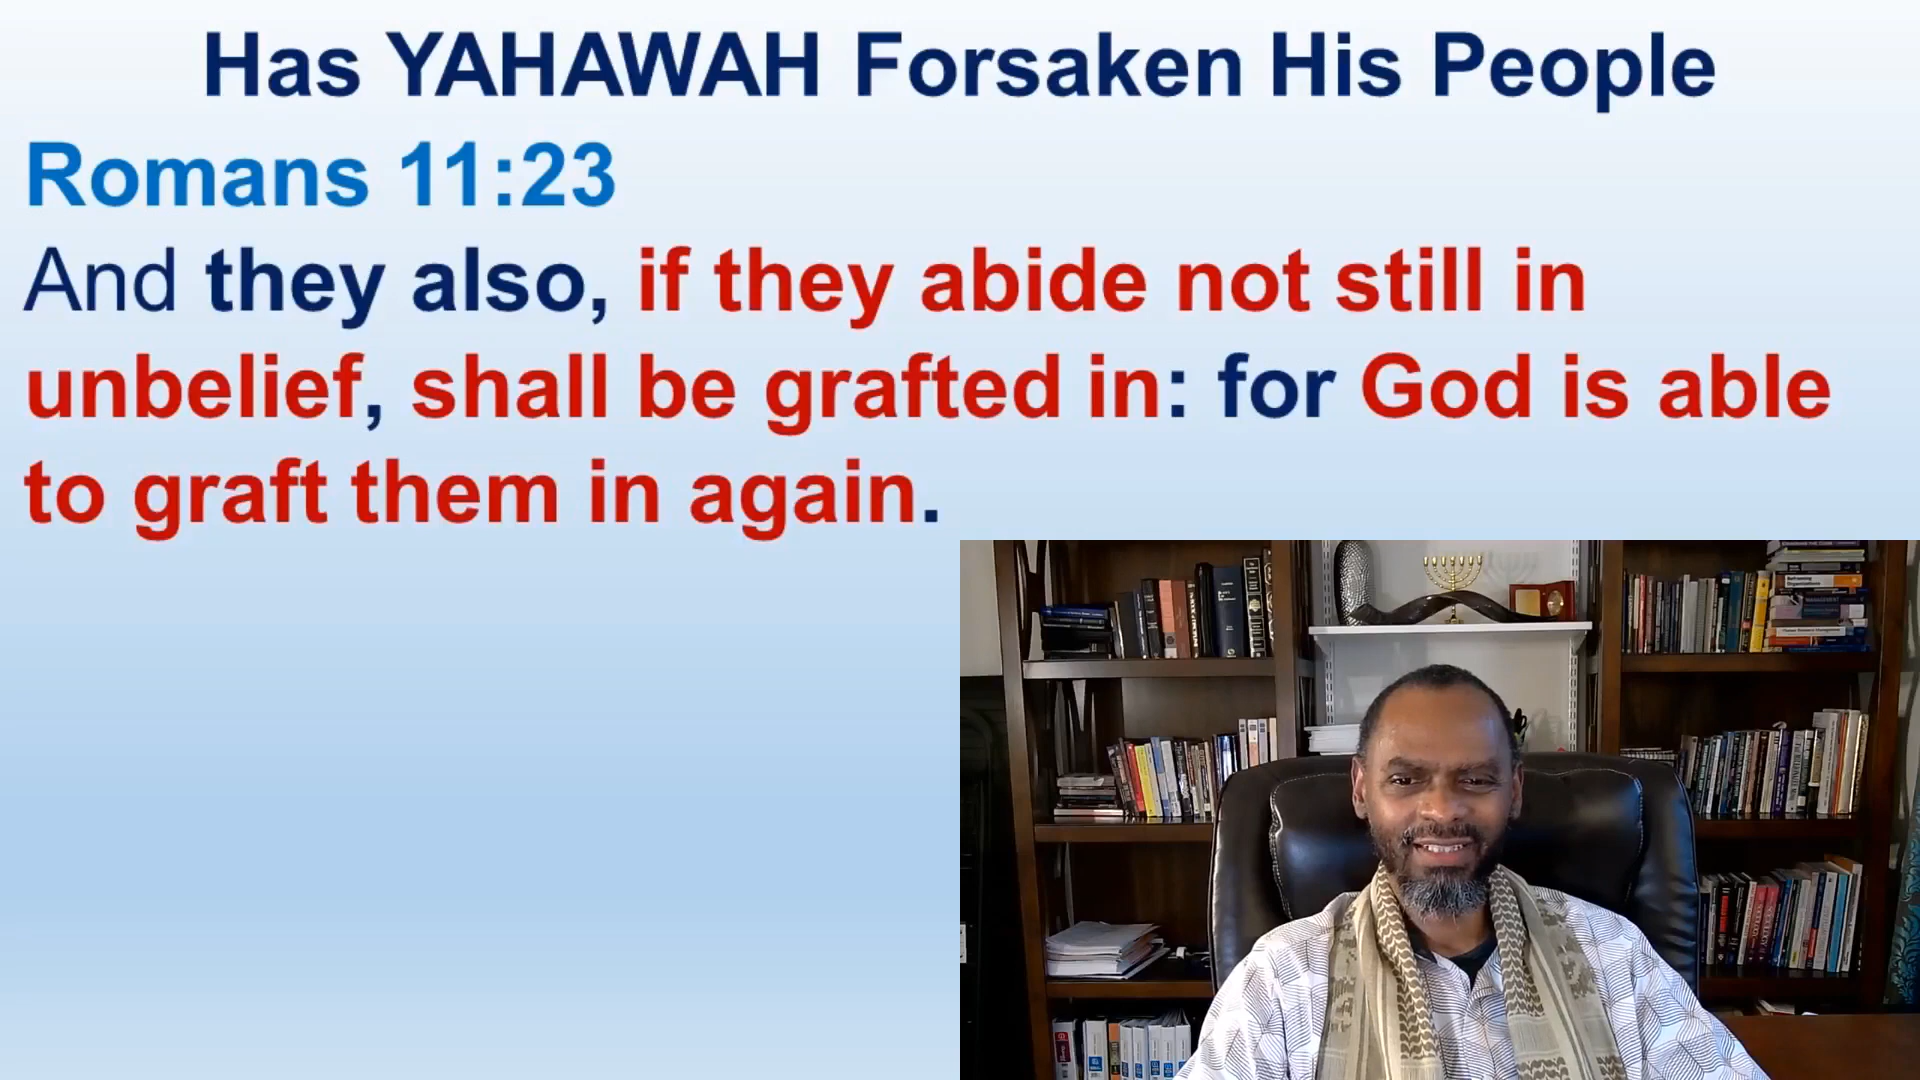 Has YAHAWAH Forsaken His People
Romans 11:23
And they also, if they abide not still in
unbelief, shall be grafted in: for God is able
to graft them in again.